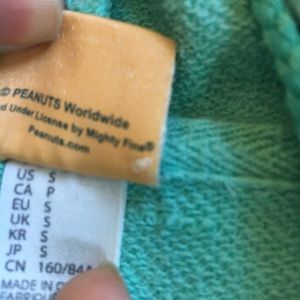 © PEANUTS Worldwide
Under License by Mighty Fine®
Peanuts.com
US S
CA P
EU S
UK S
KR S
JP S
CN 160/84A
MADE IN